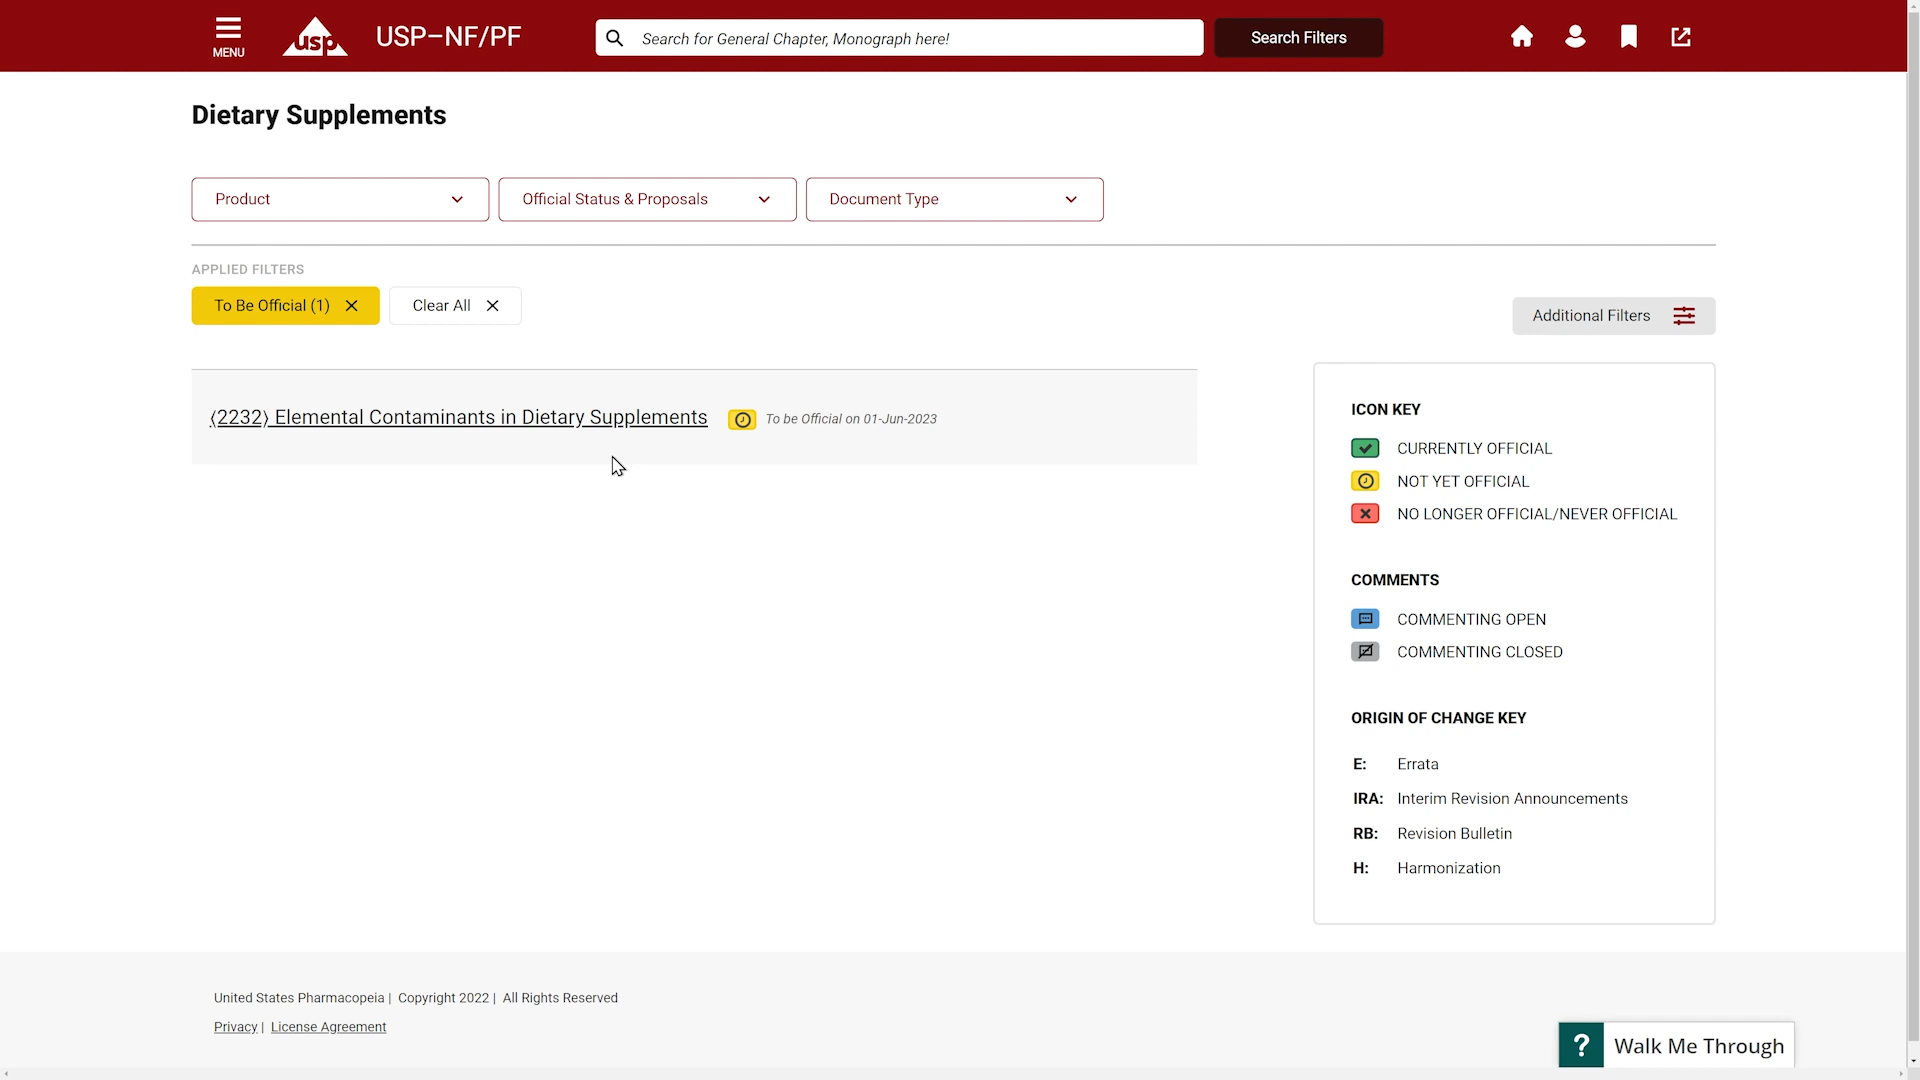 MENU
usp
USP–NF/PF
Search for General Chapter, Monograph here!
Search Filters
Dietary Supplements
Product
Official Status & Proposals
Document Type
APPLIED FILTERS
To Be Official (1)
Clear All
Additional Filters
⟨2232⟩ Elemental Contaminants in Dietary Supplements
To be Official on 01-Jun-2023
ICON KEY
CURRENTLY OFFICIAL
NOT YET OFFICIAL
NO LONGER OFFICIAL/NEVER OFFICIAL
COMMENTS
COMMENTING OPEN
COMMENTING CLOSED
ORIGIN OF CHANGE KEY
E: Errata
IRA: Interim Revision Announcements
RB: Revision Bulletin
H: Harmonization
United States Pharmacopeia | Copyright 2022 | All Rights Reserved
Privacy | License Agreement
? Walk Me Through